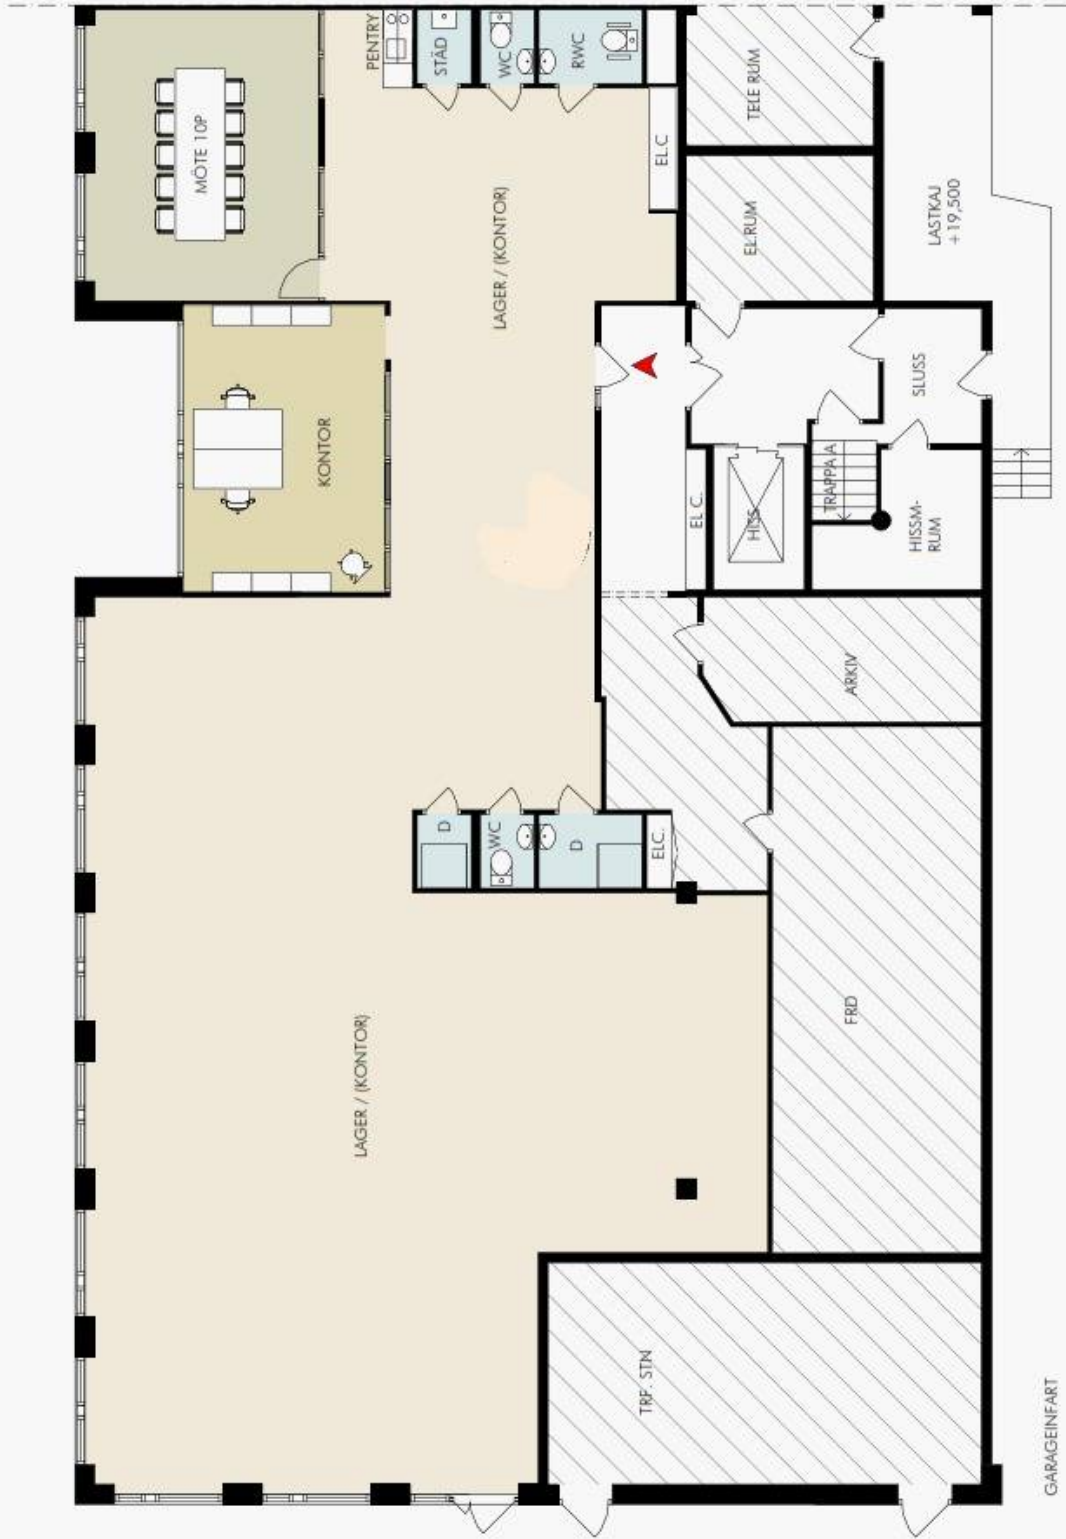 PENTRY
STÄD
WC
RWC
TELE RUM
MÖTE 10P
EL.C
LAGER / (KONTOR)
EL.RUM
LASTKAJ
+19,500
SLUSS
KONTOR
EL C.
HISS
TRAPPA A
HISSM-
RUM
ARKIV
D
WC
D
ELC.
FRD
LAGER / (KONTOR)
TRF. STN
GARAGEINFART